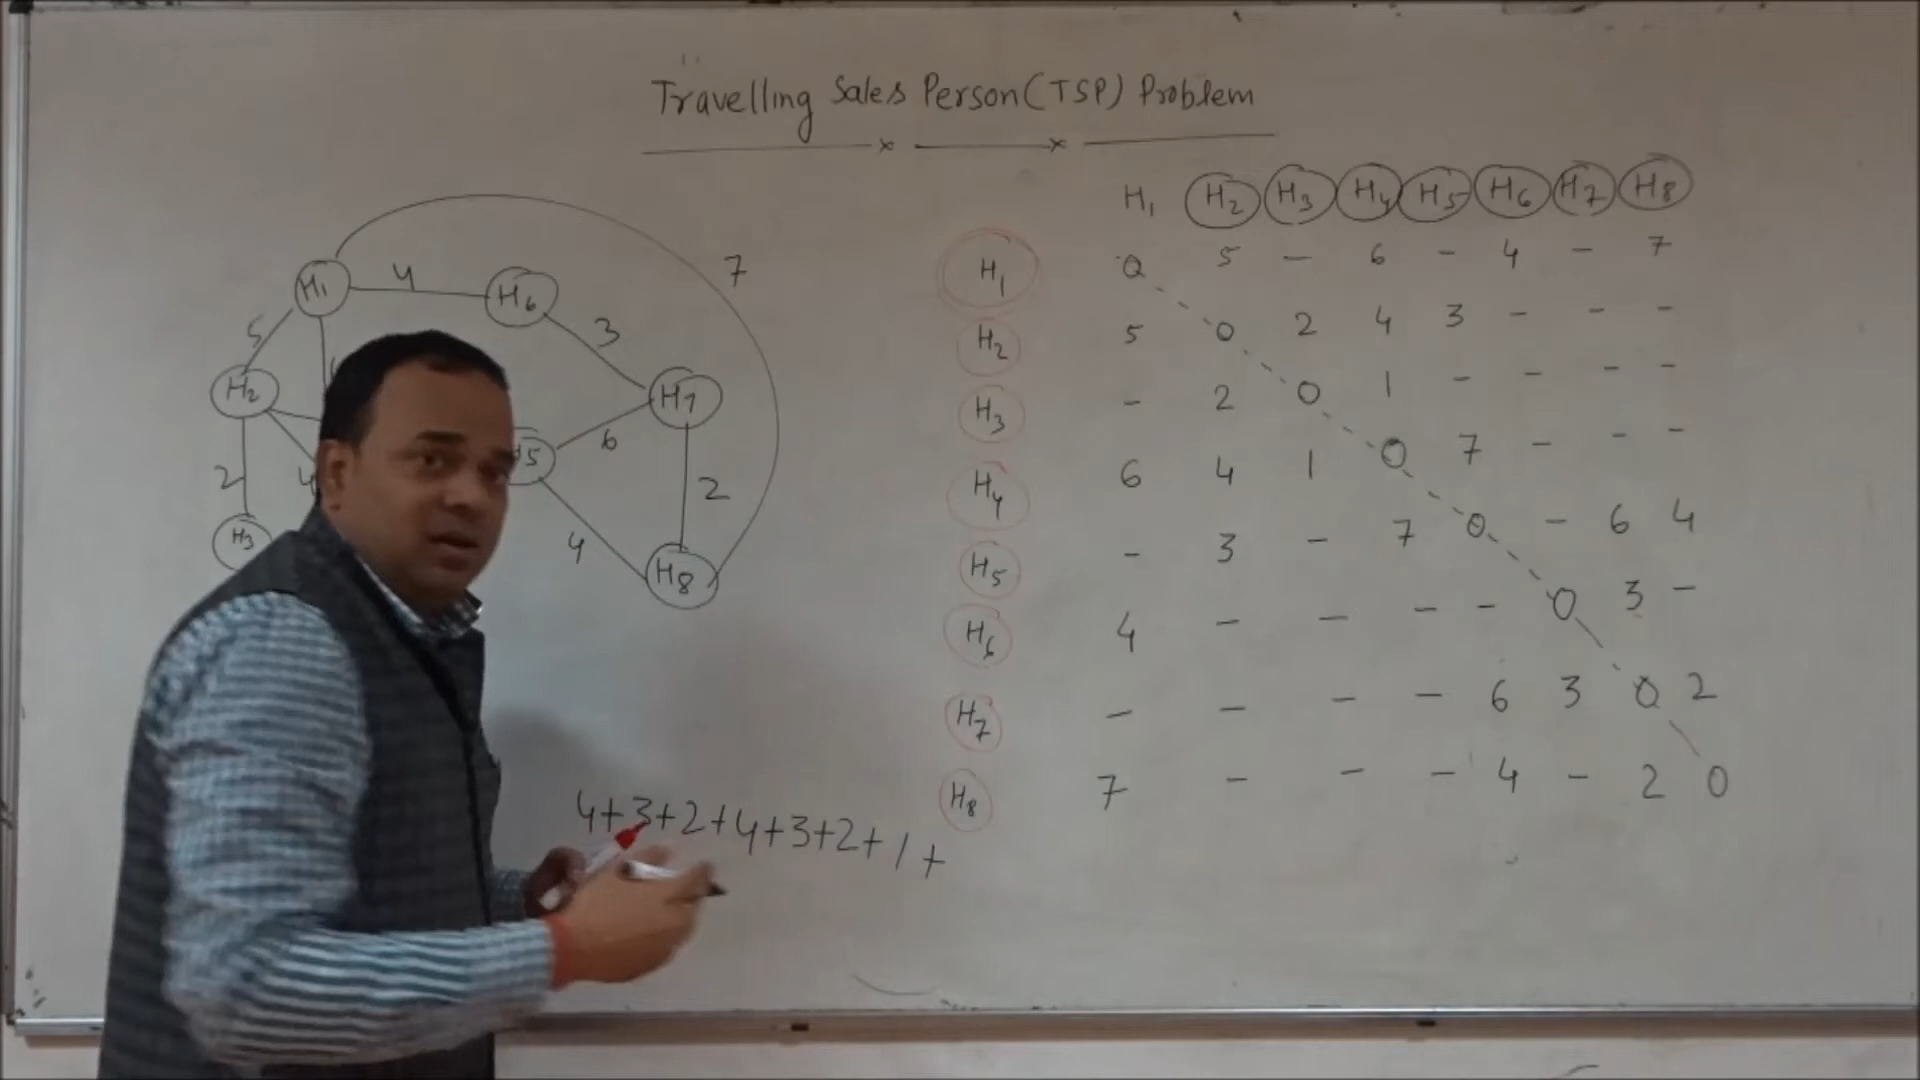 Travelling Sales Person (TSP) Problem
H1 H2 H3 H4 H5 H6 H7 H8
H1 0 5 - 6 - 4 - 7
H2 5 0 2 4 3 - - -
H3 - 2 0 1 - - - -
H4 6 4 1 0 7 - - -
H5 - 3 - 7 0 - 6 4
H6 4 - - - - 0 3 -
H7 - - - - 6 3 0 2
H8 7 - - - 4 - 2 0
7
H1 4 H6
5 3
H2 H7
6
2 4 2
4
H3 H8
4+3+2+4+3+2+1+